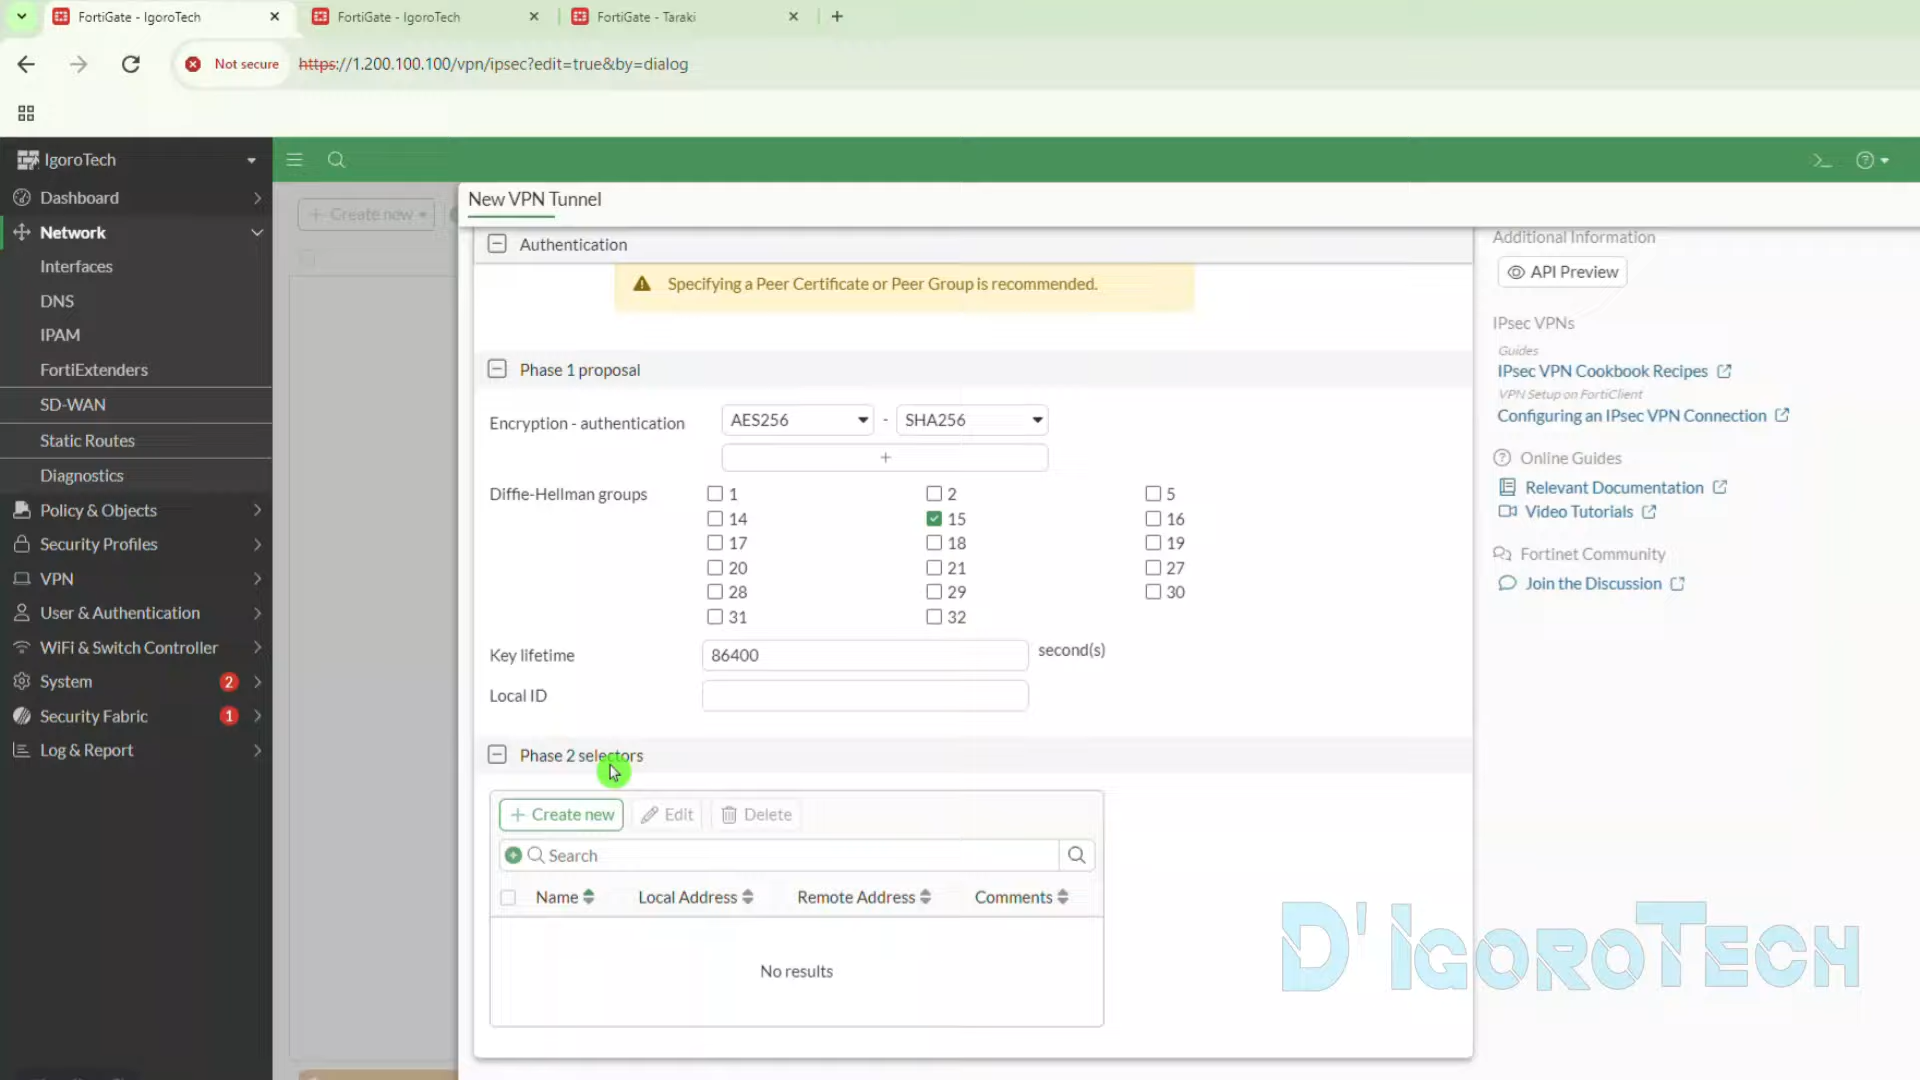 FortiGate - IgoroTech
FortiGate - IgoroTech
FortiGate - Taraki
Not secure
https://1.200.100.100/vpn/ipsec?edit=true&by=dialog
IgoroTech
Dashboard
Network
Interfaces
DNS
IPAM
FortiExtenders
SD-WAN
Static Routes
Diagnostics
Policy & Objects
Security Profiles
VPN
User & Authentication
WiFi & Switch Controller
System 2
Security Fabric 1
Log & Report
+ Create new
New VPN Tunnel
Authentication
Specifying a Peer Certificate or Peer Group is recommended.
Phase 1 proposal
Encryption - authentication AES256 - SHA256
+
Diffie-Hellman groups 1 2 5
14 15 16
17 18 19
20 21 27
28 29 30
31 32
Key lifetime 86400 second(s)
Local ID
Phase 2 selectors
+ Create new Edit Delete
Search
Name Local Address Remote Address Comments
No results
Additional Information
API Preview
IPsec VPNs
Guides
IPsec VPN Cookbook Recipes
VPN Setup on FortiClient
Configuring an IPsec VPN Connection
Online Guides
Relevant Documentation
Video Tutorials
Fortinet Community
Join the Discussion
D'IGOROTECH